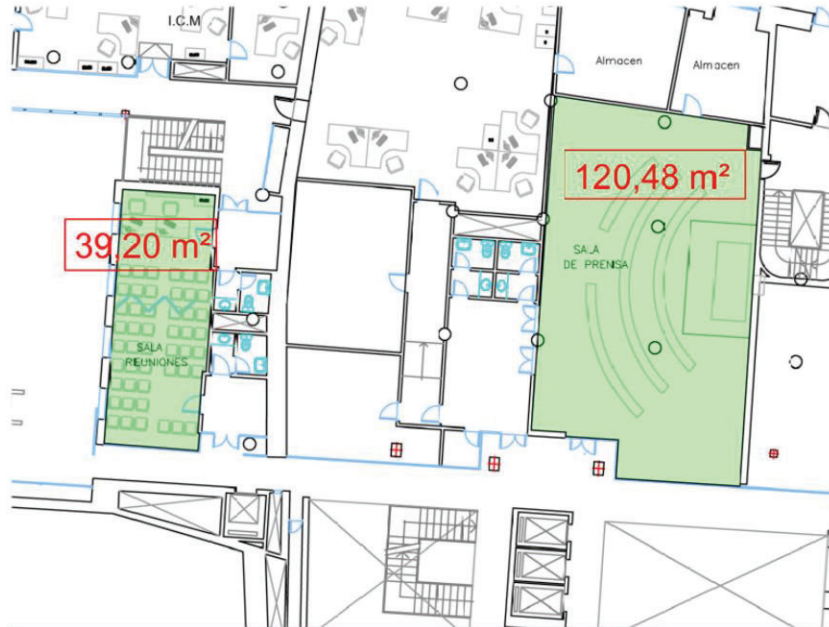 I.C.M
Almacen
Almacen
120,48 m²
39,20 m²
SALA
DE PRENSA
SALA
REUNIONES